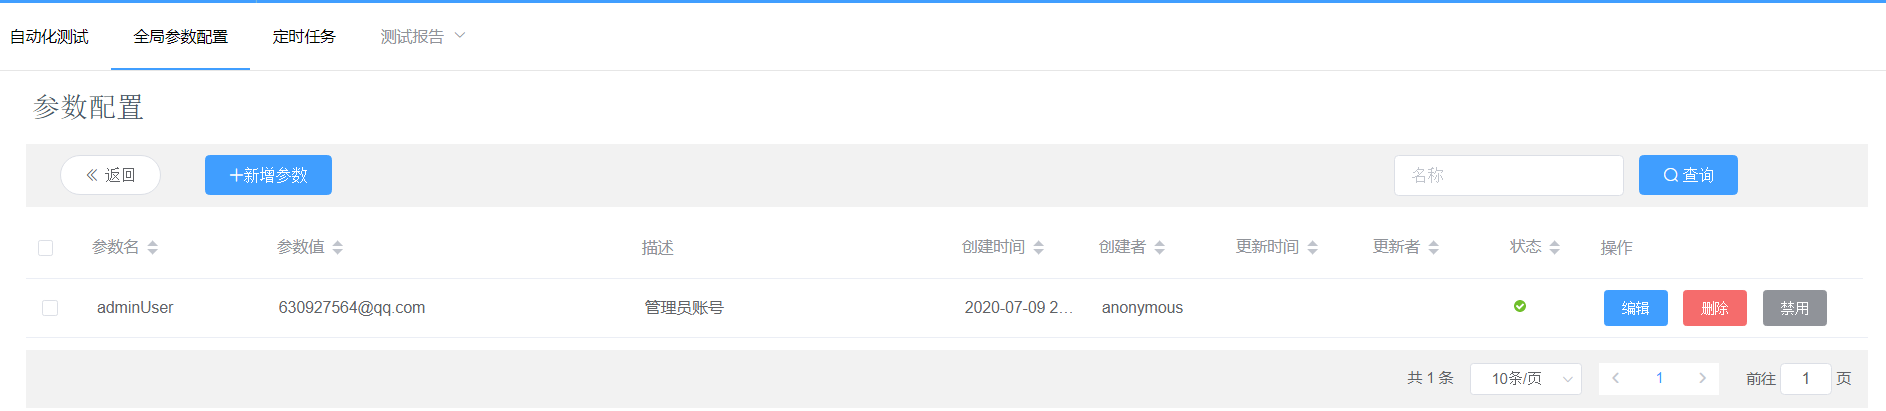 自动化测试 全局参数配置 定时任务 测试报告
参数配置
返回 +新增参数 名称 查询
参数名 参数值 描述 创建时间 创建者 更新时间 更新者 状态 操作
adminUser 630927564@qq.com 管理员账号 2020-07-09 2... anonymous 编辑 删除 禁用
共 1 条 10条/页 1 前往 1 页